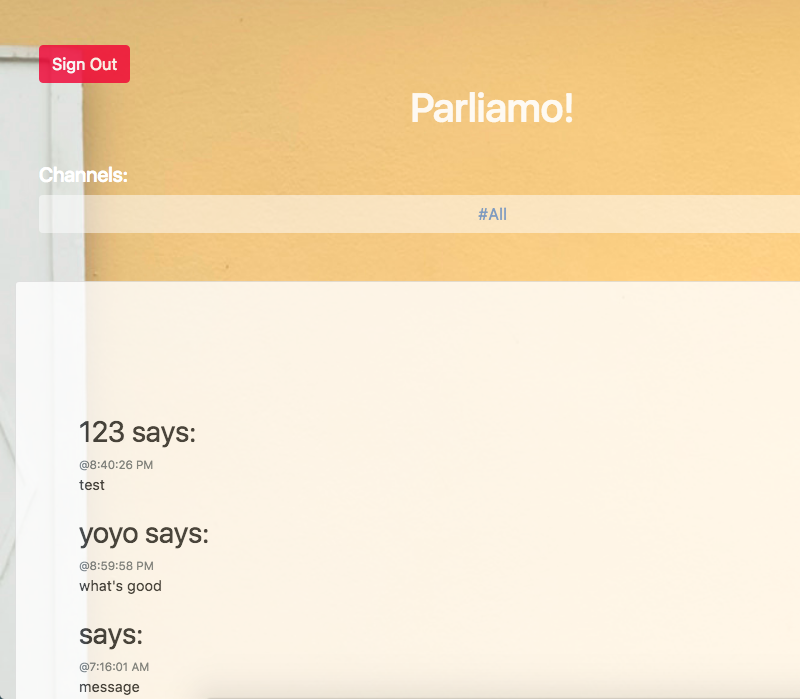 Sign Out
Parliamo!
Channels:
#All
123 says:
@8:40:26 PM
test
yoyo says:
@8:59:58 PM
what's good
says:
@7:16:01 AM
message